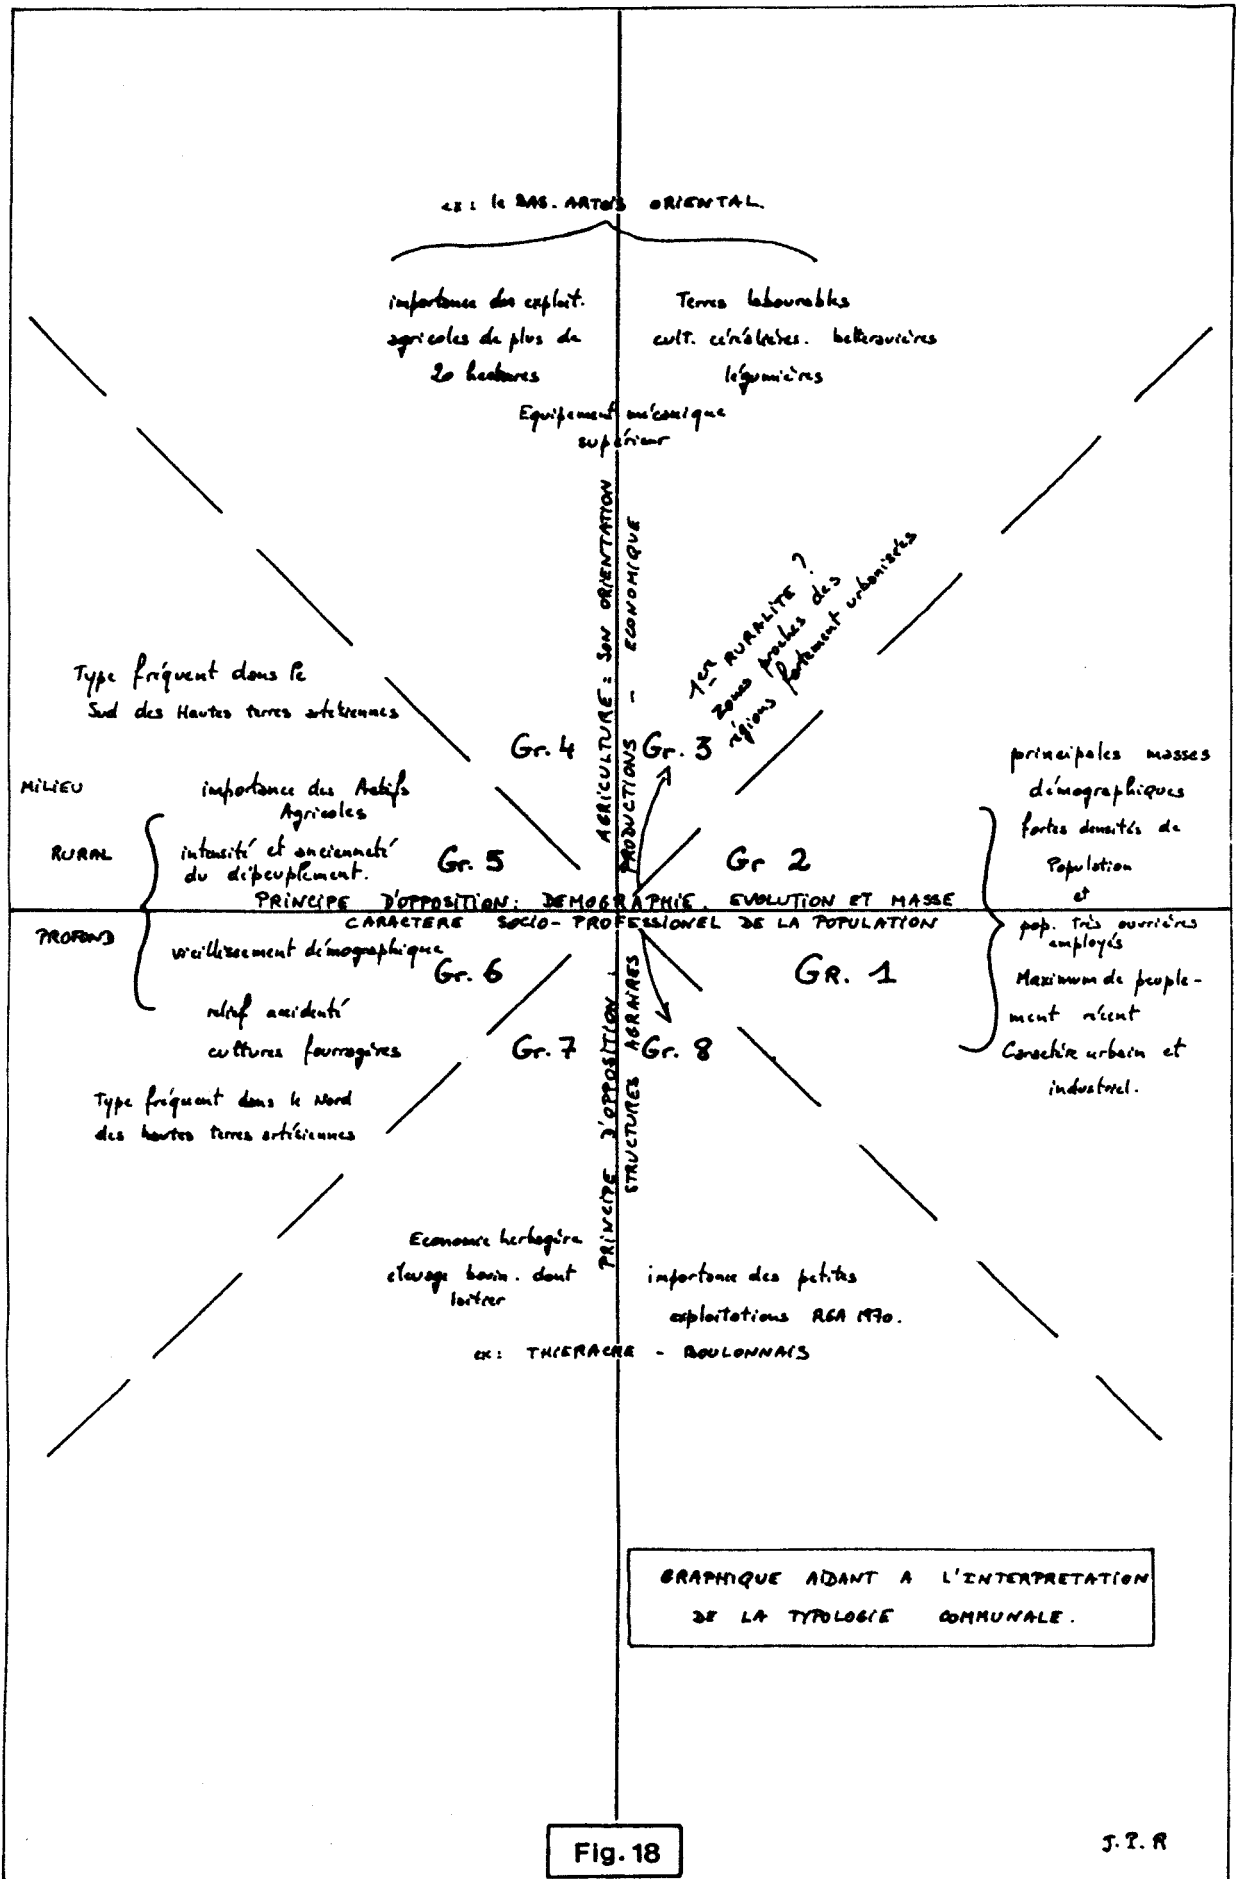 ex : le BAS. ARTOIS ORIENTAL.
importance des exploit.
agricoles de plus de
20 hectares
Terres labourables
cult. céréalières. betteravières
légumières
Equipement mécanique
supérieur
AGRICULTURE : SON ORIENTATION
PRODUCTIONS - ECONOMIQUE
1ere RURALITE ?
zones proches des
régions fortement urbanisées
Type fréquent dans le
Sud des Hautes terres artésiennes
Gr. 4
Gr. 3
MILIEU
RURAL
PROFOND
importance des Actifs
Agricoles
intensité et ancienneté
du dépeuplement.
Gr. 5
Gr 2
principales masses
démographiques
fortes densités de
Population
et
pop. très ouvrières
employés
Maximum de peuple-
ment récent
Caractère urbain et
industriel.
PRINCIPE D'OPPOSITION : DEMOGRAPHIE. EVOLUTION ET MASSE
CARACTERE SOCIO-PROFESSIONEL DE LA POPULATION
vieillissement démographique
Gr. 6
GR. 1
relief accidenté
cultures fourragères
Gr. 7
Gr. 8
Type fréquent dans le Nord
des hautes terres artésiennes
PRINCIPE D'OPPOSITION.
STRUCTURES AGRAIRES
Economie herbagère
elevage bovin. dont
laitier
importance des petites
exploitations RGA 1970.
ex : THIERACHE - BOULONNAIS
GRAPHIQUE AIDANT A L'INTERPRETATION
DE LA TYPOLOGIE COMMUNALE.
Fig. 18
J.P.R